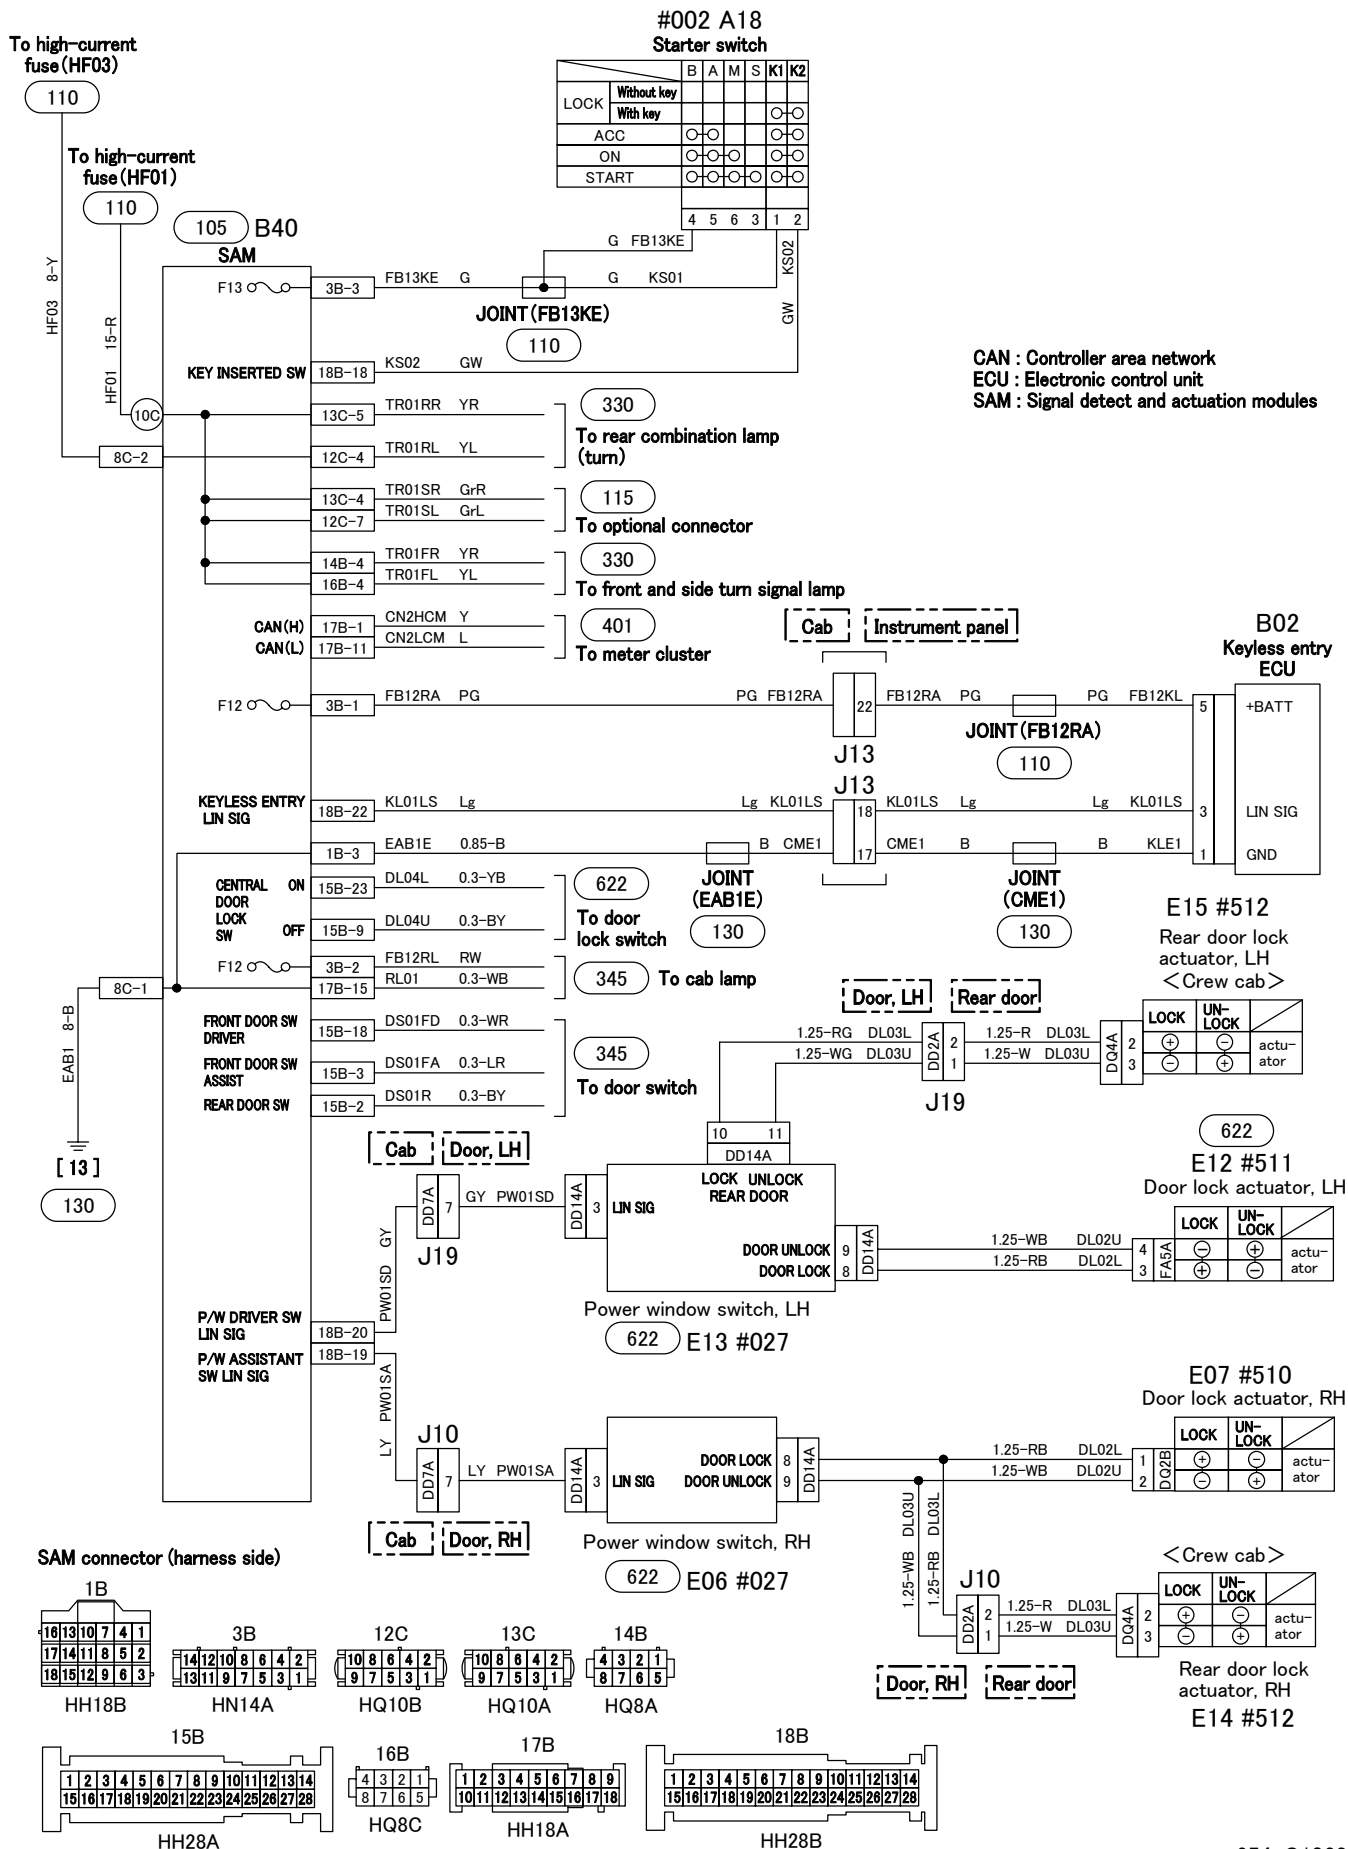 #002 A18
Starter switch
To high-current
fuse(HF03)
110
B A M S K1 K2
LOCK Without key
With key
ACC
ON
START
4 5 6 3 1 2
To high-current
fuse(HF01)
110
105 B40
SAM
HF03 8-Y
HF01 15-R
G FB13KE
KS02 GW
F13 3B-3 FB13KE G G KS01
JOINT(FB13KE)
110
KEY INSERTED SW 18B-18 KS02 GW
CAN : Controller area network
ECU : Electronic control unit
SAM : Signal detect and actuation modules
10C 13C-5 TR01RR YR
330
To rear combination lamp
(turn)
8C-2 12C-4 TR01RL YL
13C-4 TR01SR GrR
12C-7 TR01SL GrL
115
To optional connector
14B-4 TR01FR YR
16B-4 TR01FL YL
330
To front and side turn signal lamp
CAN(H) 17B-1 CN2HCM Y
CAN(L) 17B-11 CN2LCM L
401
To meter cluster
Cab Instrument panel
B02
Keyless entry
ECU
F12 3B-1 FB12RA PG PG FB12RA 22 FB12RA PG PG FB12KL 5 +BATT
J13
JOINT(FB12RA)
110
J13
KEYLESS ENTRY
LIN SIG
18B-22 KL01LS Lg Lg KL01LS 18 KL01LS Lg Lg KL01LS 3 LIN SIG
1B-3 EAB1E 0.85-B B CME1 17 CME1 B B KLE1 1 GND
JOINT
(EAB1E)
130
JOINT
(CME1)
130
CENTRAL
DOOR
LOCK
SW
ON 15B-23 DL04L 0.3-YB
OFF 15B-9 DL04U 0.3-BY
622
To door
lock switch
F12 3B-2 FB12RL RW
8C-1 17B-15 RL01 0.3-WB
345 To cab lamp
EAB1 8-B
[ 13 ]
130
FRONT DOOR SW
DRIVER
15B-18 DS01FD 0.3-WR
FRONT DOOR SW
ASSIST
15B-3 DS01FA 0.3-LR
REAR DOOR SW 15B-2 DS01R 0.3-BY
345
To door switch
E15 #512
Rear door lock
actuator, LH
<Crew cab>
Door, LH Rear door
1.25-RG DL03L DD2A 2 1.25-R DL03L DQ4A 2
1.25-WG DL03U 1 1.25-W DL03U 3
LOCK UN-
LOCK
+ − actu-
− + ator
J19
10 11
DD14A
LOCK UNLOCK
REAR DOOR
Cab Door, LH
DD7A 7 GY PW01SD DD14A 3 LIN SIG
J19
PW01SD GY
DOOR UNLOCK 9 DD14A 1.25-WB DL02U 4 FA5A
DOOR LOCK 8 1.25-RB DL02L 3
622
E12 #511
Door lock actuator, LH
LOCK UN-
LOCK
− + actu-
+ − ator
Power window switch, LH
622 E13 #027
P/W DRIVER SW
LIN SIG
18B-20
P/W ASSISTANT
SW LIN SIG
18B-19
LY PW01SA
J10
DD7A 7 LY PW01SA DD14A 3 LIN SIG
Cab Door, RH
DOOR LOCK 8 DD14A 1.25-RB DL02L 1 DQ2B
DOOR UNLOCK 9 1.25-WB DL02U 2
E07 #510
Door lock actuator, RH
LOCK UN-
LOCK
+ − actu-
− + ator
Power window switch, RH
622 E06 #027
1.25-WB DL03U
1.25-RB DL03L
J10
DD2A 2 1.25-R DL03L DQ4A 2
1 1.25-W DL03U 3
<Crew cab>
LOCK UN-
LOCK
+ − actu-
− + ator
Door, RH Rear door
Rear door lock
actuator, RH
E14 #512
SAM connector (harness side)
1B
16 13 10 7 4 1
17 14 11 8 5 2
18 15 12 9 6 3
HH18B
3B
14 12 10 8 6 4 2
13 11 9 7 5 3 1
HN14A
12C
10 8 6 4 2
9 7 5 3 1
HQ10B
13C
10 8 6 4 2
9 7 5 3 1
HQ10A
14B
4 3 2 1
8 7 6 5
HQ8A
15B
1 2 3 4 5 6 7 8 9 10 11 12 13 14
15 16 17 18 19 20 21 22 23 24 25 26 27 28
HH28A
16B
4 3 2 1
8 7 6 5
HQ8C
17B
1 2 3 4 5 6 7 8 9
10 11 12 13 14 15 16 17 18
HH18A
18B
1 2 3 4 5 6 7 8 9 10 11 12 13 14
15 16 17 18 19 20 21 22 23 24 25 26 27 28
HH28B